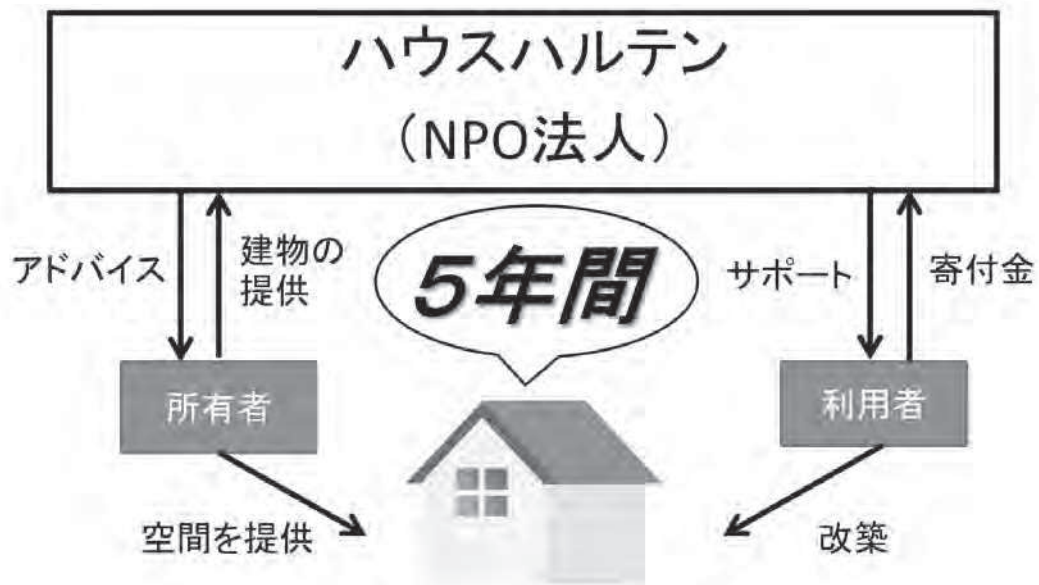 ハウスハルテン
（NPO法人）
アドバイス
建物の
提供
5年間
サポート
寄付金
所有者
利用者
空間を提供
改築